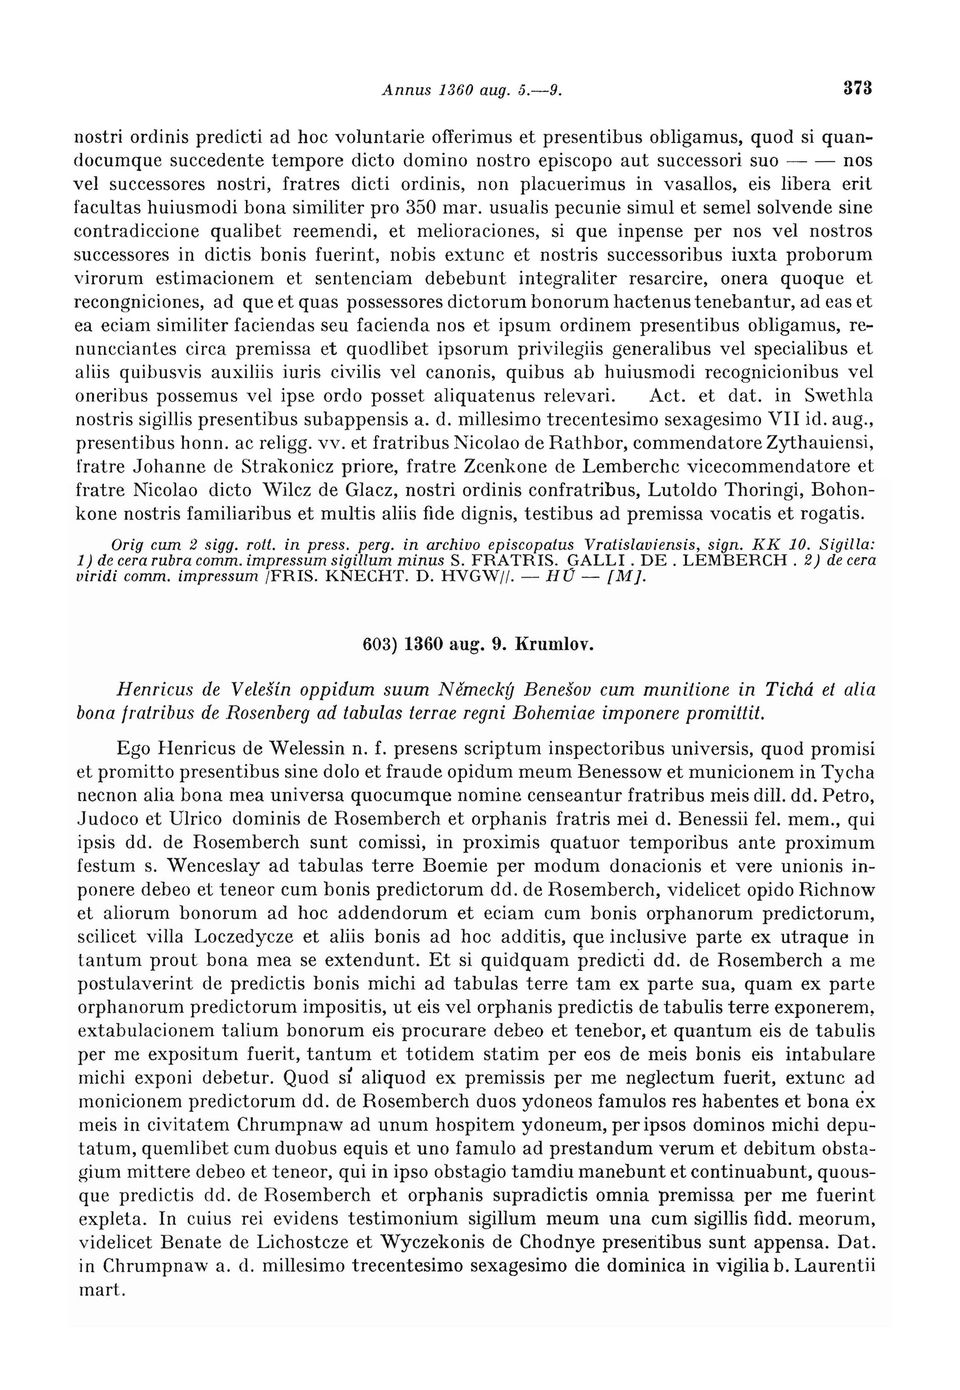 Annus 1360 aug. 5.—9. 373
nostri ordinis predicti ad hoc voluntarie offerimus et presentibus obligamus, quod si quan-
documque succedente tempore dicto domino nostro episcopo aut successori suo — — nos
vel successores nostri, fratres dicti ordinis, non placuerimus in vasallos, eis libera erit
facultas huiusmodi bona similiter pro 350 mar. usualis pecunie simul et semel solvende sine
contradiccione qualibet reemendi, et melioraciones, si que inpense per nos vel nostros
successores in dictis bonis fuerint, nobis extunc et nostris successoribus iuxta proborum
virorum estimacionem et sentenciam debebunt integraliter resarcire, onera quoque et
recongniciones, ad que et quas possessores dictorum bonorum hactenus tenebantur, ad eas et
ea eciam similiter faciendas seu facienda nos et ipsum ordinem presentibus obligamus, re-
nuncciantes circa premissa et quodlibet ipsorum privilegiis generalibus vel specialibus et
aliis quibusvis auxiliis iuris civilis vel canonis, quibus ab huiusmodi recognicionibus vel
oneribus possemus vel ipse ordo posset aliquatenus relevari. Act. et dat. in Swethla
nostris sigillis presentibus subappensis a. d. millesimo trecentesimo sexagesimo VII id. aug.,
presentibus honn. ac religg. vv. et fratribus Nicolao de Rathbor, commendatore Zythauiensi,
fratre Johanne de Strakonicz priore, fratre Zcenkone de Lemberchc vicecommendatore et
fratre Nicolao dicto Wilcz de Glacz, nostri ordinis confratribus, Lutoldo Thoringi, Bohon-
kone nostris familiaribus et multis aliis fide dignis, testibus ad premissa vocatis et rogatis.
Orig cum 2 sigg. rott. in press. perg. in archivo episcopatus Vratislaviensis, sign. KK 10. Sigilla:
1) de cera rubra comm. impressum sigillum minus S. FRATRIS. GALLI . DE . LEMBERCH . 2) de cera
viridi comm. impressum /FRIS. KNECHT. D. HVGW//. — HŮ — [M].
603) 1360 aug. 9. Krumlov.
Henricus de Velešín oppidum suum Německý Benešov cum munitione in Tichá et alia
bona fratribus de Rosenberg ad tabulas terrae regni Bohemiae imponere promittit.
Ego Henricus de Welessin n. f. presens scriptum inspectoribus universis, quod promisi
et promitto presentibus sine dolo et fraude opidum meum Benessow et municionem in Tycha
necnon alia bona mea universa quocumque nomine censeantur fratribus meis dill. dd. Petro,
Judoco et Ulrico dominis de Rosemberch et orphanis fratris mei d. Benessii fel. mem., qui
ipsis dd. de Rosemberch sunt comissi, in proximis quatuor temporibus ante proximum
festum s. Wenceslay ad tabulas terre Boemie per modum donacionis et vere unionis in-
ponere debeo et teneor cum bonis predictorum dd. de Rosemberch, videlicet opido Richnow
et aliorum bonorum ad hoc addendorum et eciam cum bonis orphanorum predictorum,
scilicet villa Loczedycze et aliis bonis ad hoc additis, que inclusive parte ex utraque in
tantum prout bona mea se extendunt. Et si quidquam predicti dd. de Rosemberch a me
postulaverint de predictis bonis michi ad tabulas terre tam ex parte sua, quam ex parte
orphanorum predictorum impositis, ut eis vel orphanis predictis de tabulis terre exponerem,
extabulacionem talium bonorum eis procurare debeo et tenebor, et quantum eis de tabulis
per me expositum fuerit, tantum et totidem statim per eos de meis bonis eis intabulare
michi exponi debetur. Quod si aliquod ex premissis per me neglectum fuerit, extunc ad
monicionem predictorum dd. de Rosemberch duos ydoneos famulos res habentes et bona ex
meis in civitatem Chrumpnaw ad unum hospitem ydoneum, per ipsos dominos michi depu-
tatum, quemlibet cum duobus equis et uno famulo ad prestandum verum et debitum obsta-
gium mittere debeo et teneor, qui in ipso obstagio tamdiu manebunt et continuabunt, quous-
que predictis dd. de Rosemberch et orphanis supradictis omnia premissa per me fuerint
expleta. In cuius rei evidens testimonium sigillum meum una cum sigillis fidd. meorum,
videlicet Benate de Lichostcze et Wyczekonis de Chodnye presentibus sunt appensa. Dat.
in Chrumpnaw a. d. millesimo trecentesimo sexagesimo die dominica in vigilia b. Laurentii
mart.